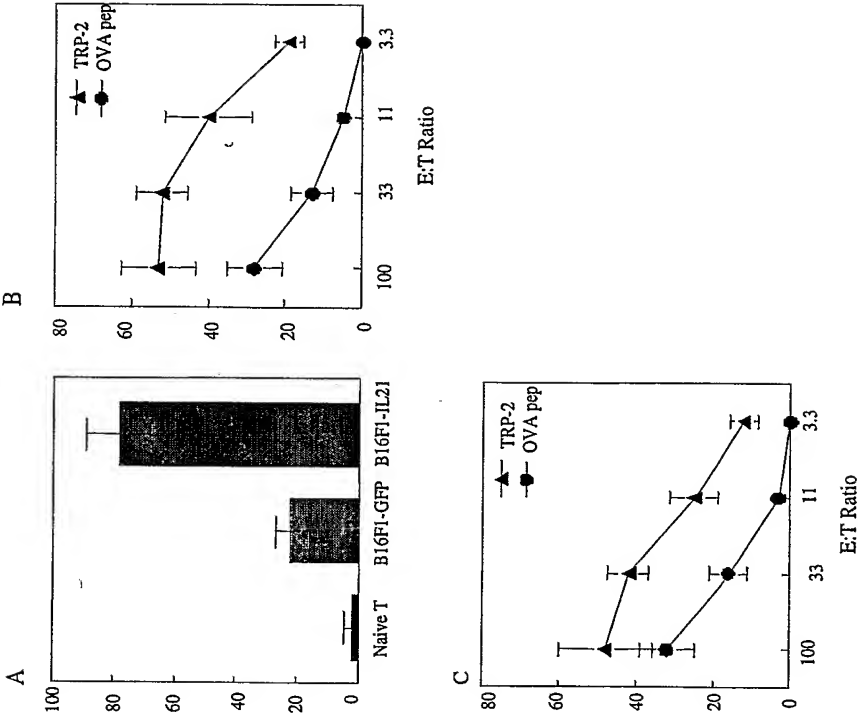 A
100
80
60
40
20
0
Naive T
B16F1-GFP
B16F1-IL21
B
80
60
40
20
0
TRP-2
OVA pep
100
33
11
3.3
E:T Ratio
C
80
60
40
20
0
TRP-2
OVA pep
100
33
11
3.3
E:T Ratio